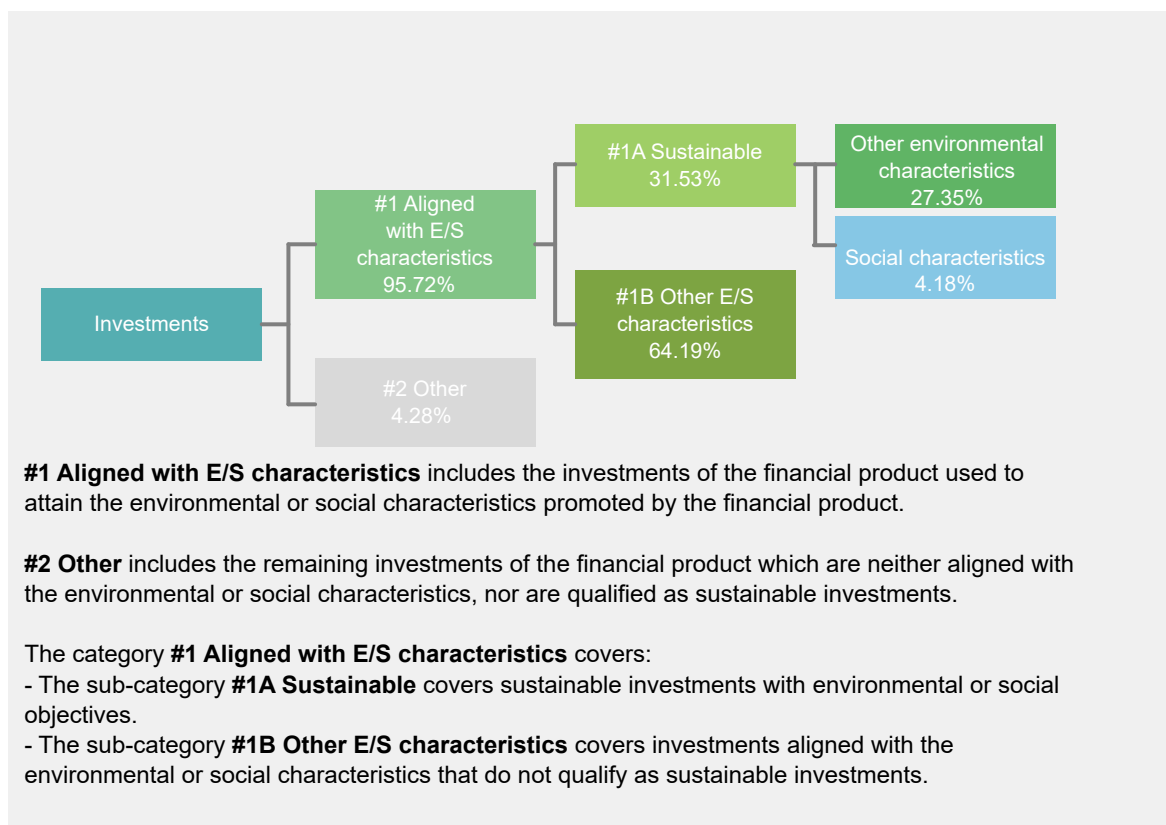 Investments
#1 Aligned
with E/S
characteristics
95.72%
#2 Other
4.28%
#1A Sustainable
31.53%
#1B Other E/S
characteristics
64.19%
Other environmental
characteristics
27.35%
Social characteristics
4.18%
#1 Aligned with E/S characteristics includes the investments of the financial product used to
attain the environmental or social characteristics promoted by the financial product.
#2 Other includes the remaining investments of the financial product which are neither aligned with
the environmental or social characteristics, nor are qualified as sustainable investments.
The category #1 Aligned with E/S characteristics covers:
- The sub-category #1A Sustainable covers sustainable investments with environmental or social
objectives.
- The sub-category #1B Other E/S characteristics covers investments aligned with the
environmental or social characteristics that do not qualify as sustainable investments.